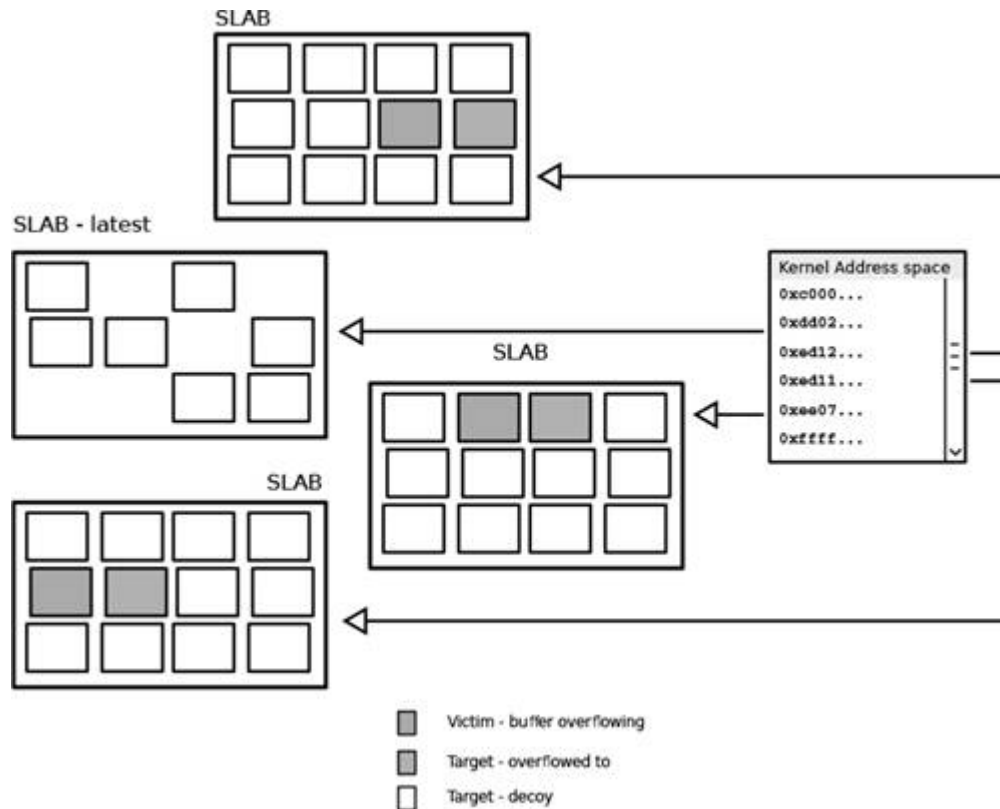 SLAB
SLAB - latest
Kernel Address space
0xc000...
0xdd02...
0xed12...
0xed11...
0xee07...
0xffff...
SLAB
SLAB
Victim - buffer overflowing
Target - overflowed to
Target - decoy